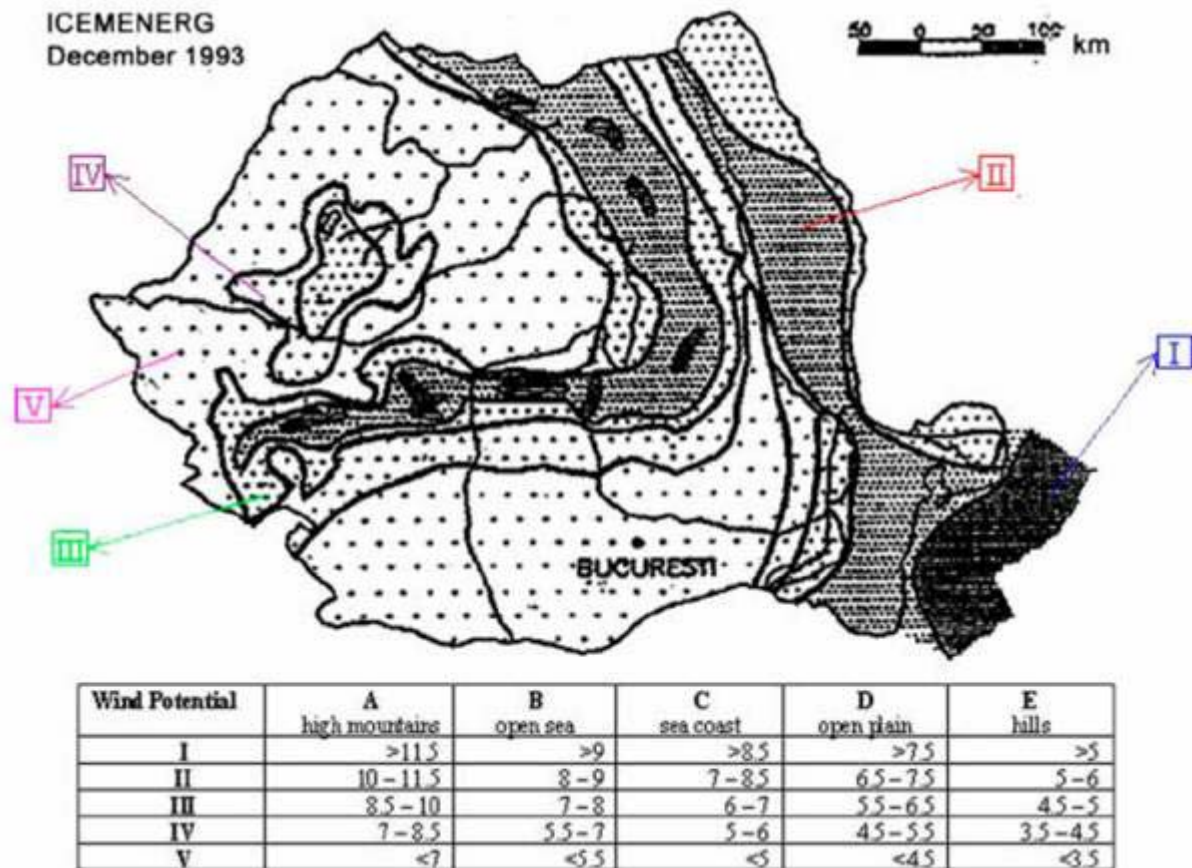 ICEMENERG
December 1993
50 0 50 100 km
IV
II
I
V
III
BUCURESTI
Wind Potential A B C D E
high mountains open sea sea coast open plain hills
I >11.5 >9 >8.5 >7.5 >5
II 10 – 11.5 8 – 9 7 – 8.5 6.5 – 7.5 5 – 6
III 8.5 – 10 7 – 8 6 – 7 5.5 – 6.5 4.5 – 5
IV 7 – 8.5 5.5 – 7 5 – 6 4.5 – 5.5 3.5 – 4.5
V <7 <5.5 <5 <4.5 <3.5